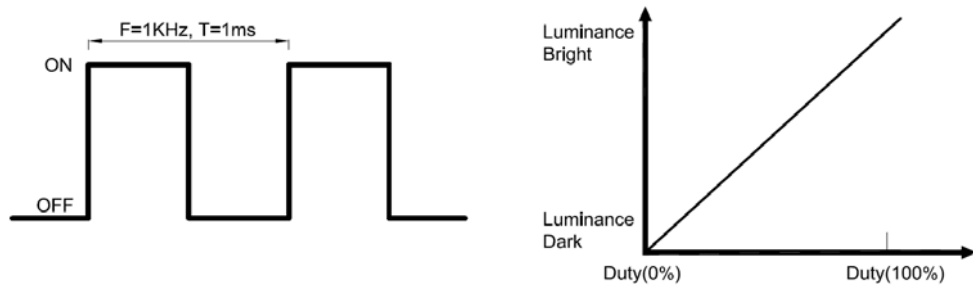 F=1KHz, T=1ms
ON
OFF
Luminance
Bright
Luminance
Dark
Duty(0%)
Duty(100%)